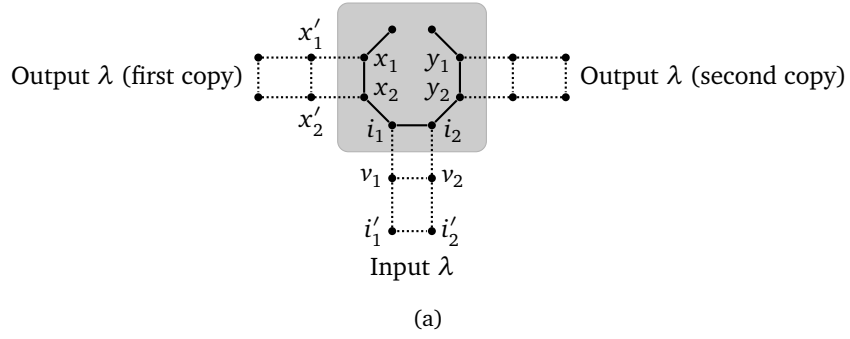 x′₁
x₁ y₁
Output λ (first copy) Output λ (second copy)
x₂ y₂
x′₂
i₁ i₂
v₁ v₂
i′₁ i′₂
Input λ
(a)